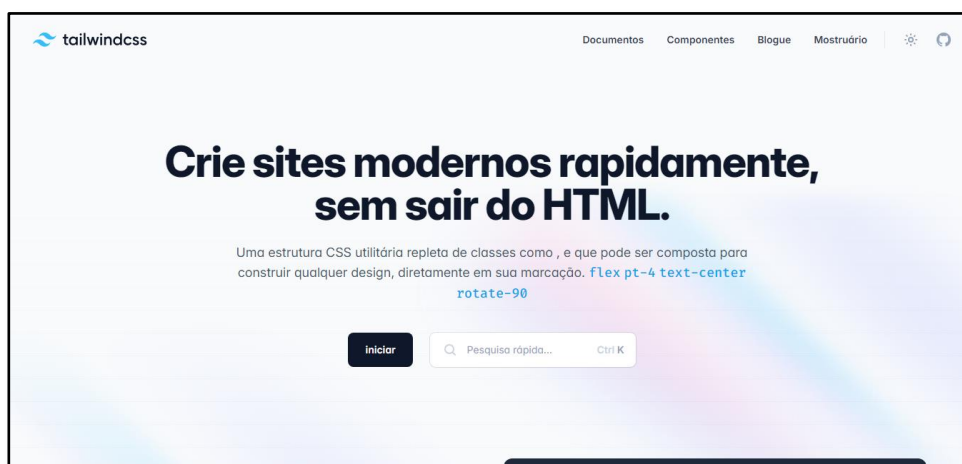 tailwindcss
Documentos Componentes Blogue Mostruário
Crie sites modernos rapidamente,
sem sair do HTML.
Uma estrutura CSS utilitária repleta de classes como , e que pode ser composta para
construir qualquer design, diretamente em sua marcação. flex pt-4 text-center
rotate-90
iniciar Pesquisa rápida... Ctrl K